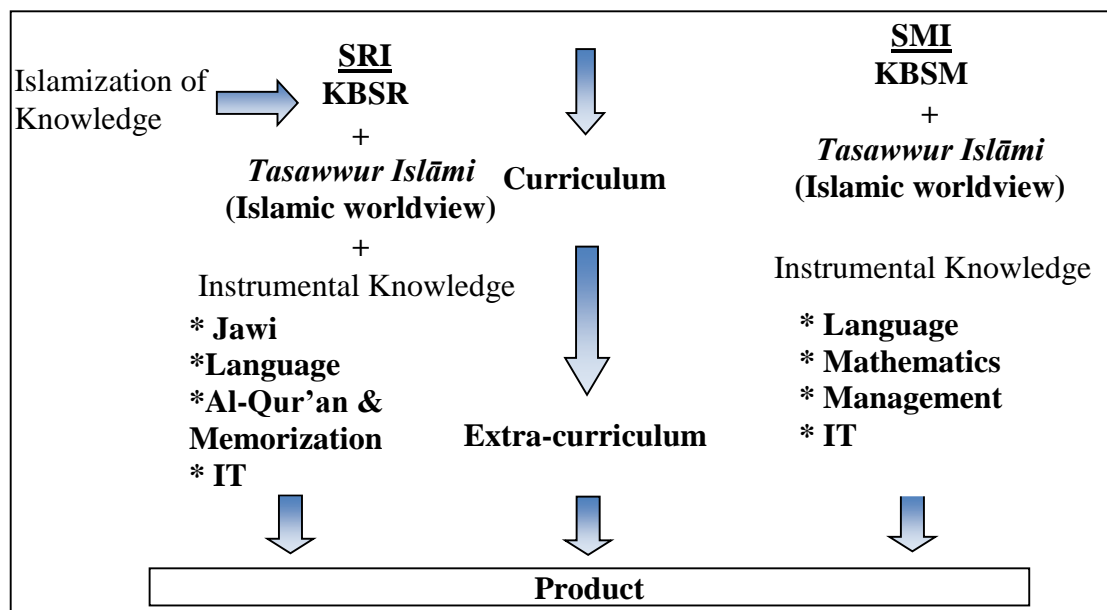 Islamization of
Knowledge
SRI
KBSR
+
Tasawwur Islāmi
(Islamic worldview)
+
Instrumental Knowledge
* Jawi
*Language
*Al-Qur’an &
Memorization
* IT
Curriculum
Extra-curriculum
SMI
KBSM
+
Tasawwur Islāmi
(Islamic worldview)
Instrumental Knowledge
* Language
* Mathematics
* Management
* IT
Product